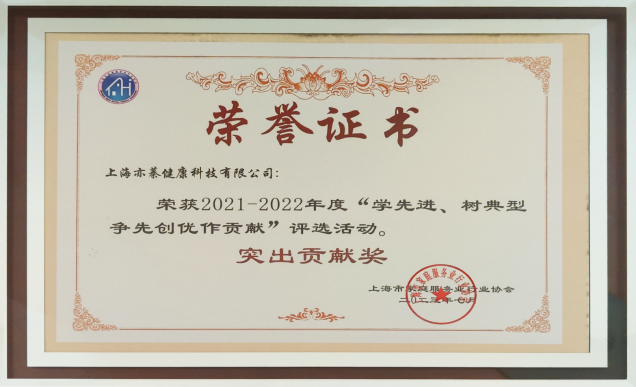 荣誉证书
上海亦綦健康科技有限公司:
荣获2021-2022年度“学先进、树典型
争先创优作贡献”评选活动。
突出贡献奖
上海市家庭服务业行业协会